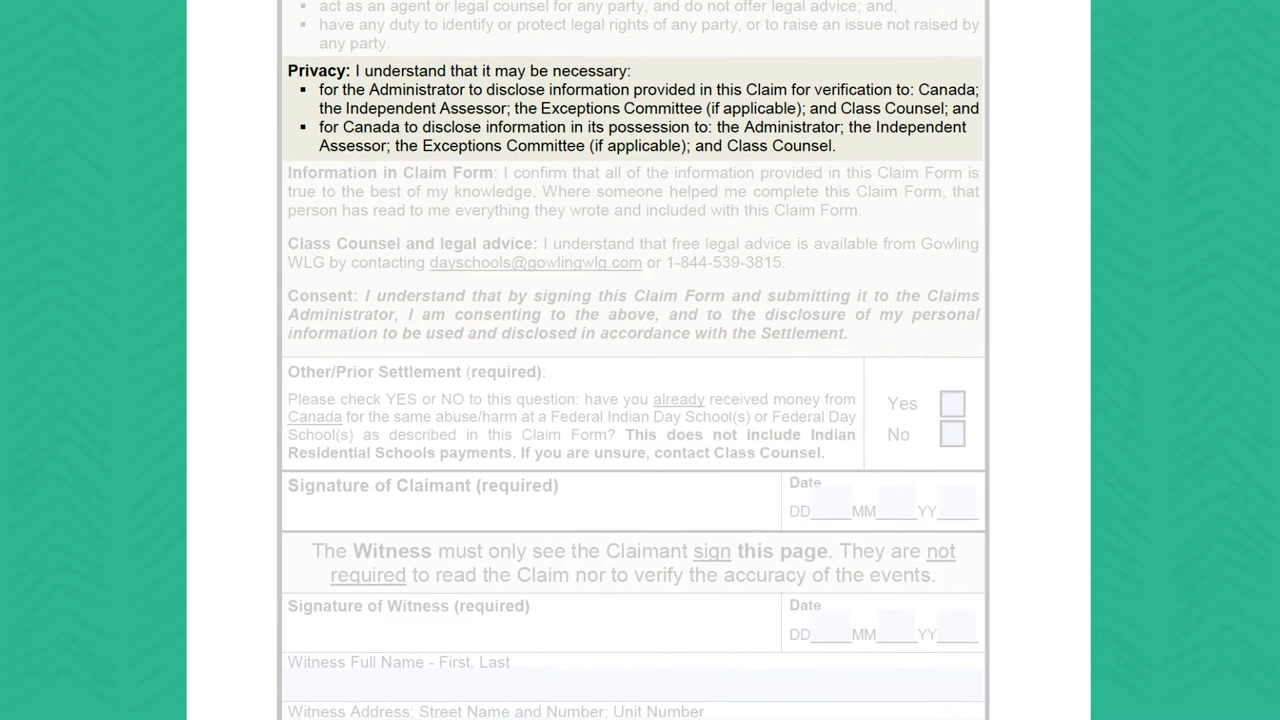 ▪ act as an agent or legal counsel for any party, and do not offer legal advice; and,
▪ have any duty to identify or protect legal rights of any party, or to raise an issue not raised by
any party.
Privacy: I understand that it may be necessary:
▪ for the Administrator to disclose information provided in this Claim for verification to: Canada;
the Independent Assessor; the Exceptions Committee (if applicable); and Class Counsel; and
▪ for Canada to disclose information in its possession to: the Administrator; the Independent
Assessor; the Exceptions Committee (if applicable); and Class Counsel.
Information in Claim Form: I confirm that all of the information provided in this Claim Form is
true to the best of my knowledge. Where someone helped me complete this Claim Form, that
person has read to me everything they wrote and included with this Claim Form.
Class Counsel and legal advice: I understand that free legal advice is available from Gowling
WLG by contacting dayschools@gowlingwlg.com or 1-844-539-3815.
Consent: I understand that by signing this Claim Form and submitting it to the Claims
Administrator, I am consenting to the above, and to the disclosure of my personal
information to be used and disclosed in accordance with the Settlement.
Other/Prior Settlement (required):
Please check YES or NO to this question: have you already received money from
Canada for the same abuse/harm at a Federal Indian Day School(s) or Federal Day
School(s) as described in this Claim Form? This does not include Indian
Residential Schools payments. If you are unsure, contact Class Counsel.
Yes
No
Signature of Claimant (required)
Date
DD MM YY
The Witness must only see the Claimant sign this page. They are not
required to read the Claim nor to verify the accuracy of the events.
Signature of Witness (required)
Date
DD MM YY
Witness Full Name - First, Last
Witness Address: Street Name and Number; Unit Number